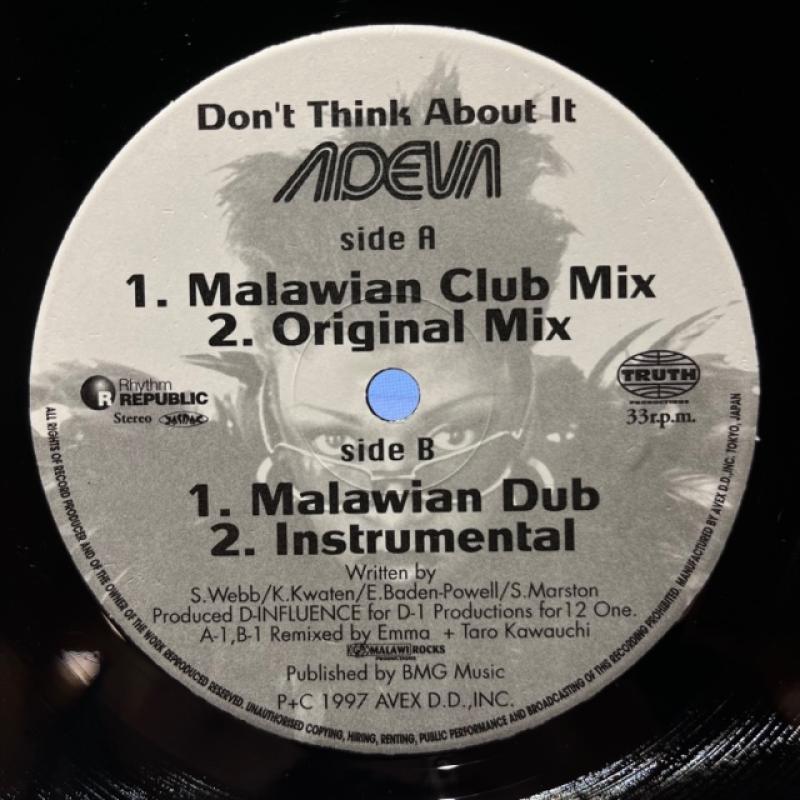 Don't Think About It
ADEVA
side A
1. Malawian Club Mix
2. Original Mix
Rhythm
R REPUBLIC
Stereo JASRAC
TRUTH
PRODUCTIONS
33r.p.m.
side B
1. Malawian Dub
2. Instrumental
Written by
S.Webb/K.Kwaten/E.Baden-Powell/S.Marston
Produced D-INFLUENCE for D-1 Productions for12 One.
A-1,B-1 Remixed by Emma + Taro Kawauchi
MALAWI ROCKS
PRODUCTIONS
Published by BMG Music
P+C 1997 AVEX D.D.,INC.
ALL RIGHTS OF RECORD PRODUCER AND OF THE OWNER OF THE WORK REPRODUCED RESERVED. UNAUTHORISED COPYING, HIRING, RENTING, PUBLIC PERFORMANCE AND BROADCASTING OF THIS RECORDING PROHIBITED. MANUFACTURED BY AVEX D.D.,INC. TOKYO, JAPAN